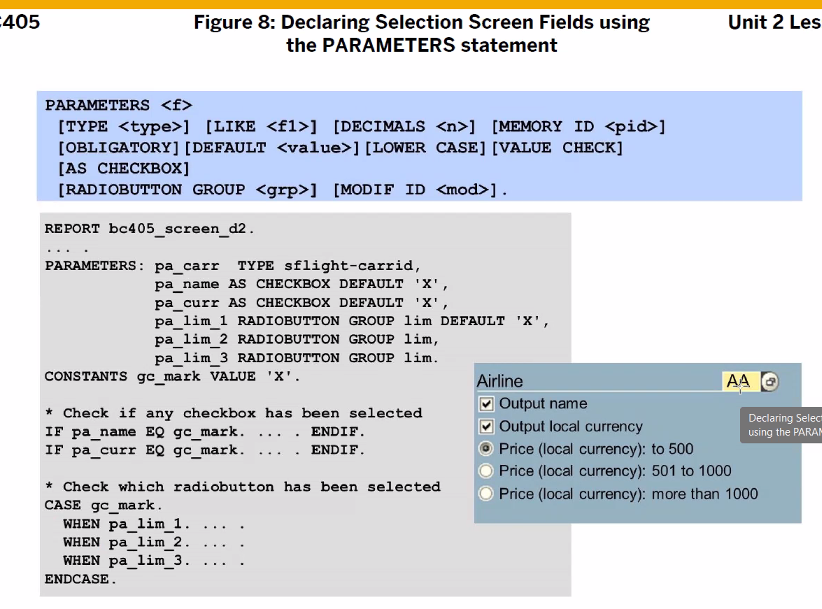 C405
Figure 8: Declaring Selection Screen Fields using
the PARAMETERS statement
Unit 2 Les
PARAMETERS <f>
[TYPE <type>] [LIKE <f1>] [DECIMALS <n>] [MEMORY ID <pid>]
[OBLIGATORY][DEFAULT <value>][LOWER CASE][VALUE CHECK]
[AS CHECKBOX]
[RADIOBUTTON GROUP <grp>] [MODIF ID <mod>].
REPORT bc405_screen_d2.
... .
PARAMETERS: pa_carr TYPE sflight-carrid,
pa_name AS CHECKBOX DEFAULT 'X',
pa_curr AS CHECKBOX DEFAULT 'X',
pa_lim_1 RADIOBUTTON GROUP lim DEFAULT 'X',
pa_lim_2 RADIOBUTTON GROUP lim,
pa_lim_3 RADIOBUTTON GROUP lim.
CONSTANTS gc_mark VALUE 'X'.
* Check if any checkbox has been selected
IF pa_name EQ gc_mark. ... . ENDIF.
IF pa_curr EQ gc_mark. ... . ENDIF.
* Check which radiobutton has been selected
CASE gc_mark.
WHEN pa_lim_1. ... .
WHEN pa_lim_2. ... .
WHEN pa_lim_3. ... .
ENDCASE.
Airline AA
Output name
Output local currency
Price (local currency): to 500
Price (local currency): 501 to 1000
Price (local currency): more than 1000
Declaring Select
using the PARAM